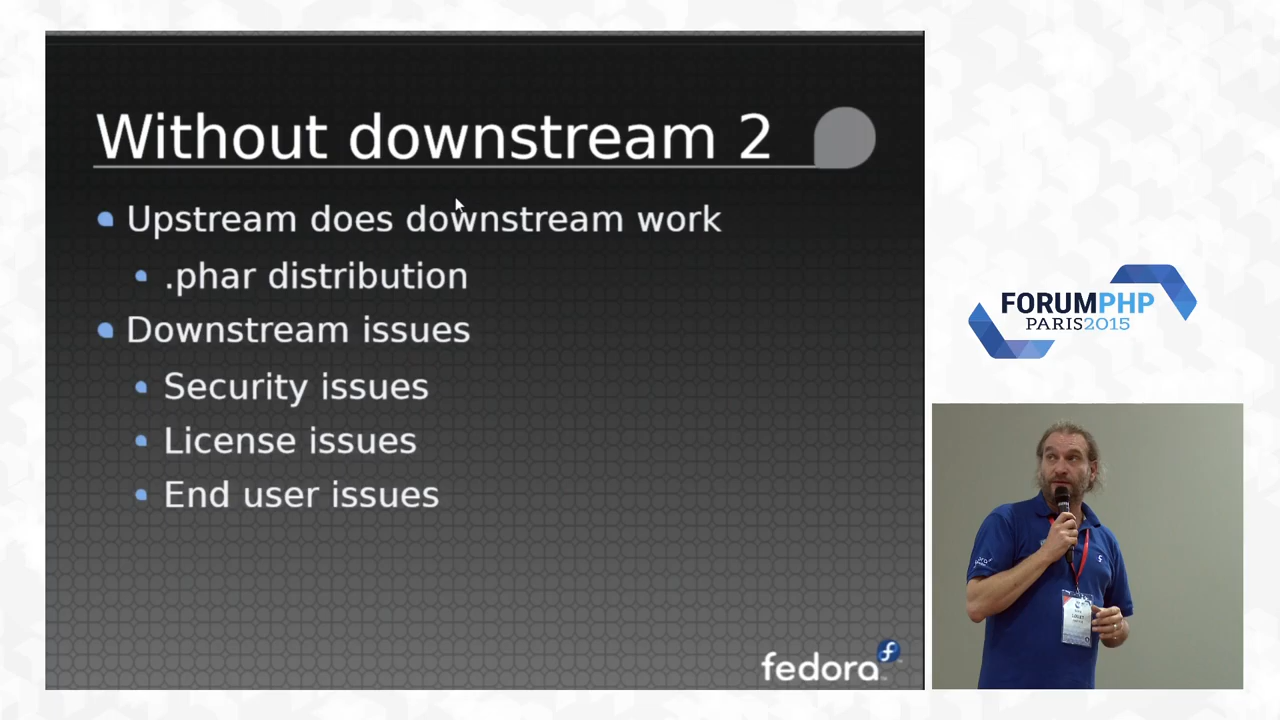 Without downstream 2
Upstream does downstream work
.phar distribution
Downstream issues
Security issues
License issues
End user issues
fedora
FORUMPHP
PARIS2015